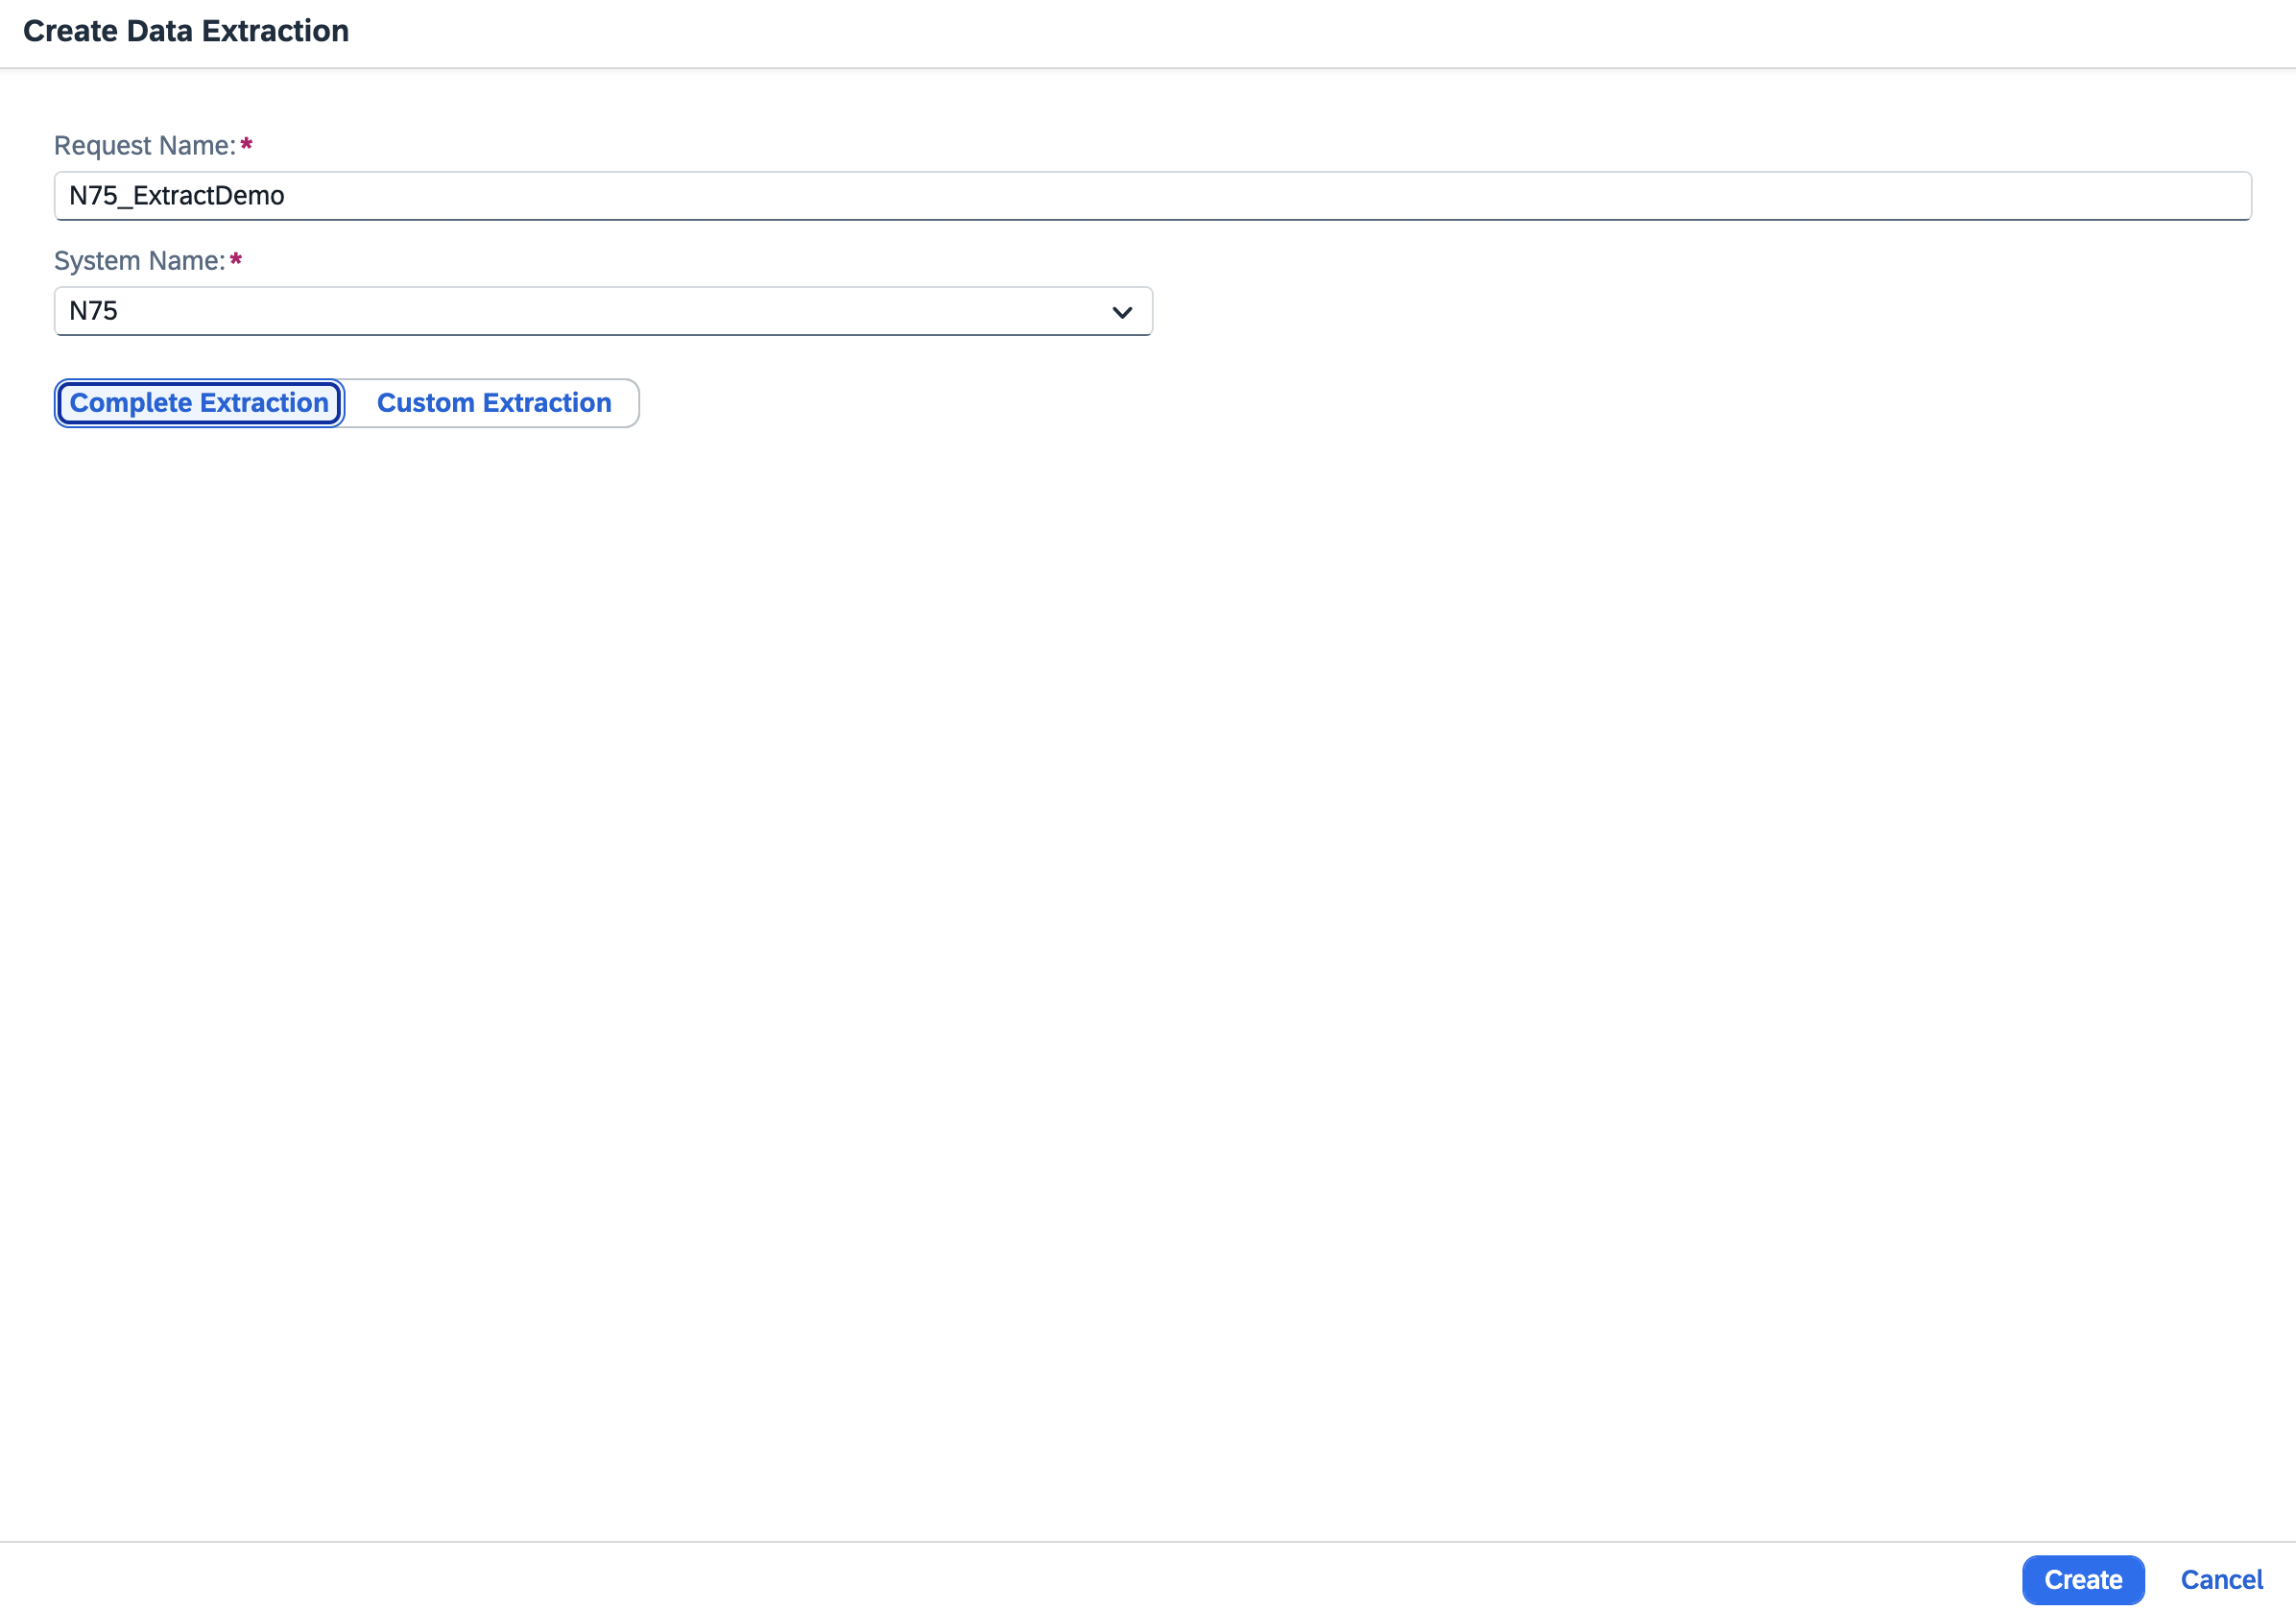 Create Data Extraction
Request Name:*
N75_ExtractDemo
System Name:*
N75
Complete Extraction Custom Extraction
Create Cancel